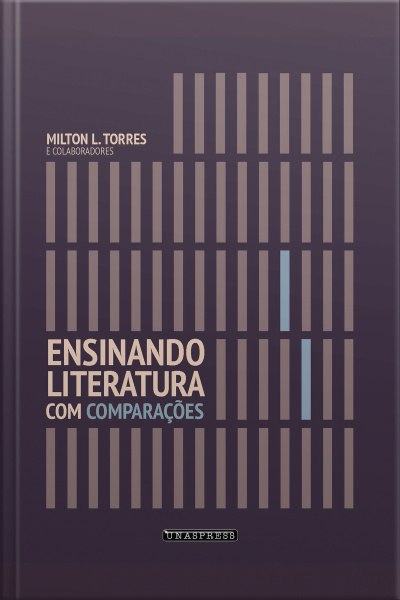 MILTON L. TORRES
E COLABORADORES
ENSINANDO
LITERATURA
COM COMPARAÇÕES
UNASPRESS